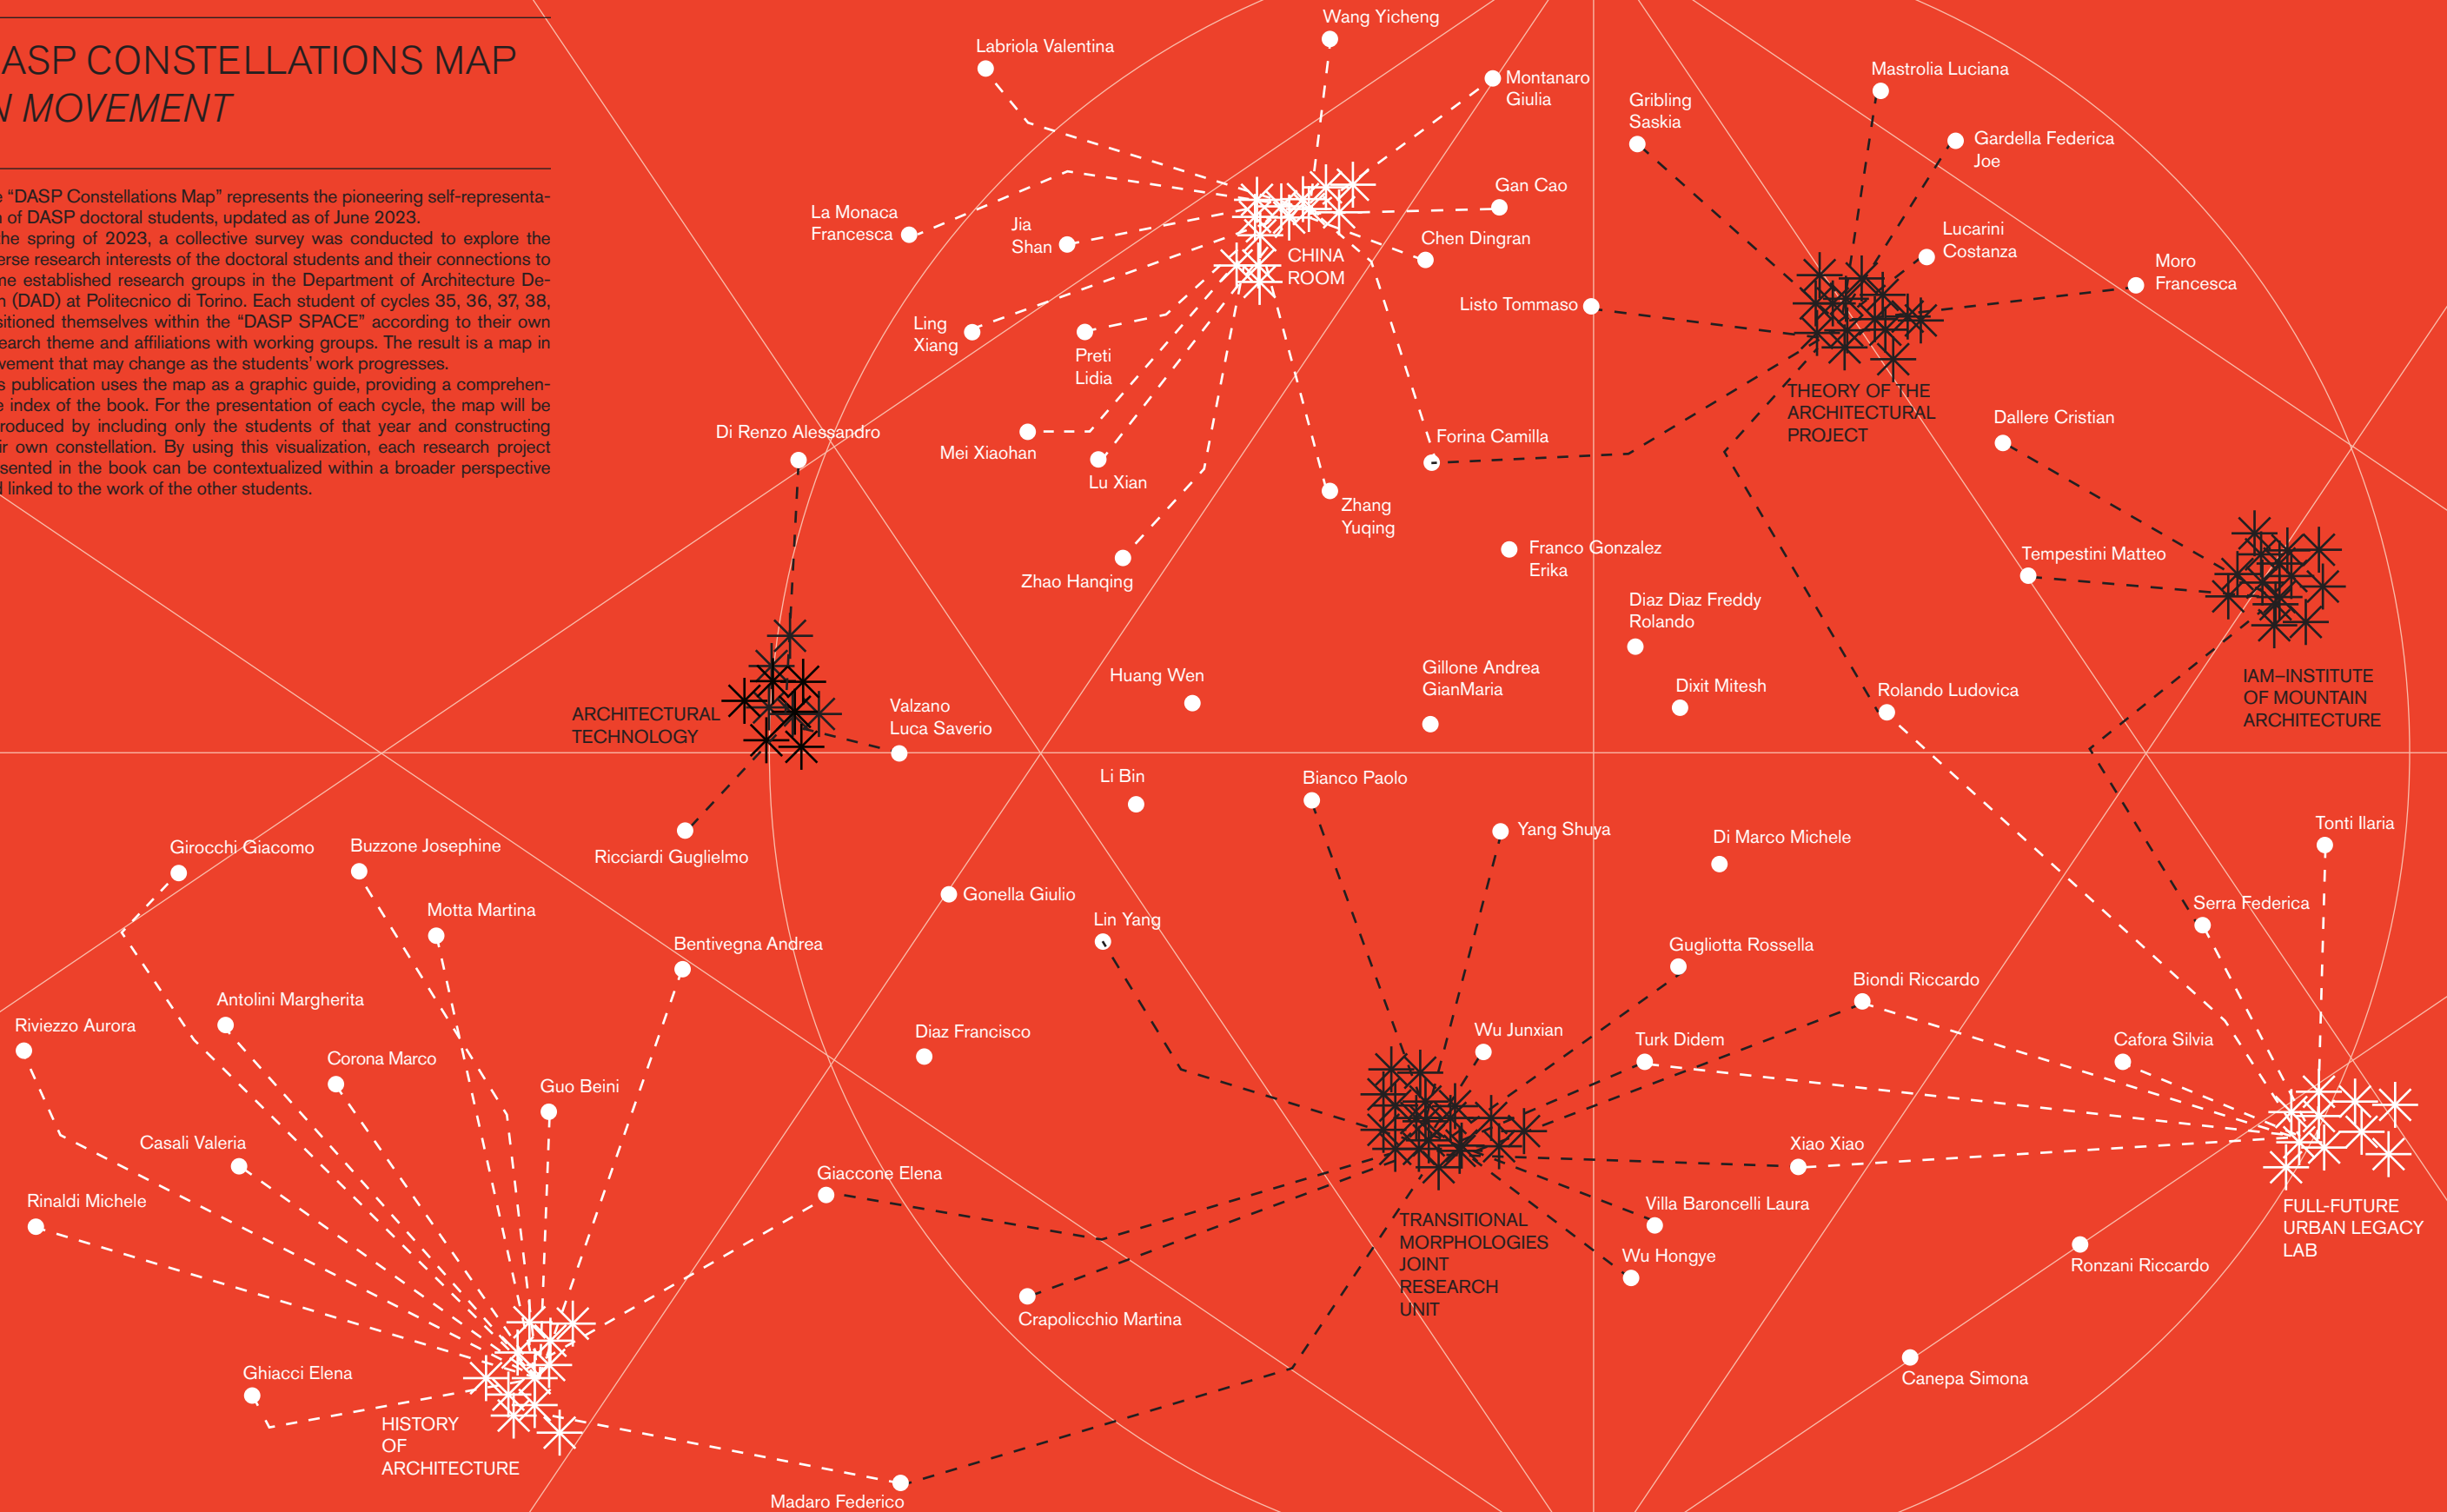 ASP CONSTELLATIONS MAP
N MOVEMENT
e “DASP Constellations Map” represents the pioneering self-representa-
n of DASP doctoral students, updated as of June 2023.
the spring of 2023, a collective survey was conducted to explore the
erse research interests of the doctoral students and their connections to
me established research groups in the Department of Architecture De-
n (DAD) at Politecnico di Torino. Each student of cycles 35, 36, 37, 38,
sitioned themselves within the “DASP SPACE” according to their own
earch theme and affiliations with working groups. The result is a map in
vement that may change as the students’ work progresses.
s publication uses the map as a graphic guide, providing a comprehen-
e index of the book. For the presentation of each cycle, the map will be
roduced by including only the students of that year and constructing
ir own constellation. By using this visualization, each research project
esented in the book can be contextualized within a broader perspective
d linked to the work of the other students.
Wang Yicheng
Labriola Valentina
Montanaro
Giulia
Mastrolia Luciana
Gribling
Saskia
Gardella Federica
Joe
Gan Cao
La Monaca
Francesca
Jia
Shan
Chen Dingran
Lucarini
Costanza
CHINA
ROOM
Moro
Francesca
Listo Tommaso
Ling
Xiang
Preti
Lidia
THEORY OF THE
ARCHITECTURAL
PROJECT
Dallere Cristian
Di Renzo Alessandro
Mei Xiaohan
Forina Camilla
Lu Xian
Zhang
Yuqing
Franco Gonzalez
Erika
Tempestini Matteo
Zhao Hanqing
Diaz Diaz Freddy
Rolando
Huang Wen
Gillone Andrea
GianMaria
Dixit Mitesh
Rolando Ludovica
IAM–INSTITUTE
OF MOUNTAIN
ARCHITECTURE
ARCHITECTURAL
TECHNOLOGY
Valzano
Luca Saverio
Li Bin
Bianco Paolo
Yang Shuya
Di Marco Michele
Tonti Ilaria
Girocchi Giacomo
Buzzone Josephine
Ricciardi Guglielmo
Gonella Giulio
Motta Martina
Lin Yang
Serra Federica
Bentivegna Andrea
Gugliotta Rossella
Biondi Riccardo
Antolini Margherita
Riviezzo Aurora
Diaz Francisco
Wu Junxian
Turk Didem
Cafora Silvia
Corona Marco
Guo Beini
Casali Valeria
Xiao Xiao
Giaccone Elena
Rinaldi Michele
Villa Baroncelli Laura
FULL-FUTURE
URBAN LEGACY
LAB
TRANSITIONAL
MORPHOLOGIES
JOINT
RESEARCH
UNIT
Wu Hongye
Ronzani Riccardo
Crapolicchio Martina
Ghiacci Elena
Canepa Simona
HISTORY
OF
ARCHITECTURE
Madaro Federico